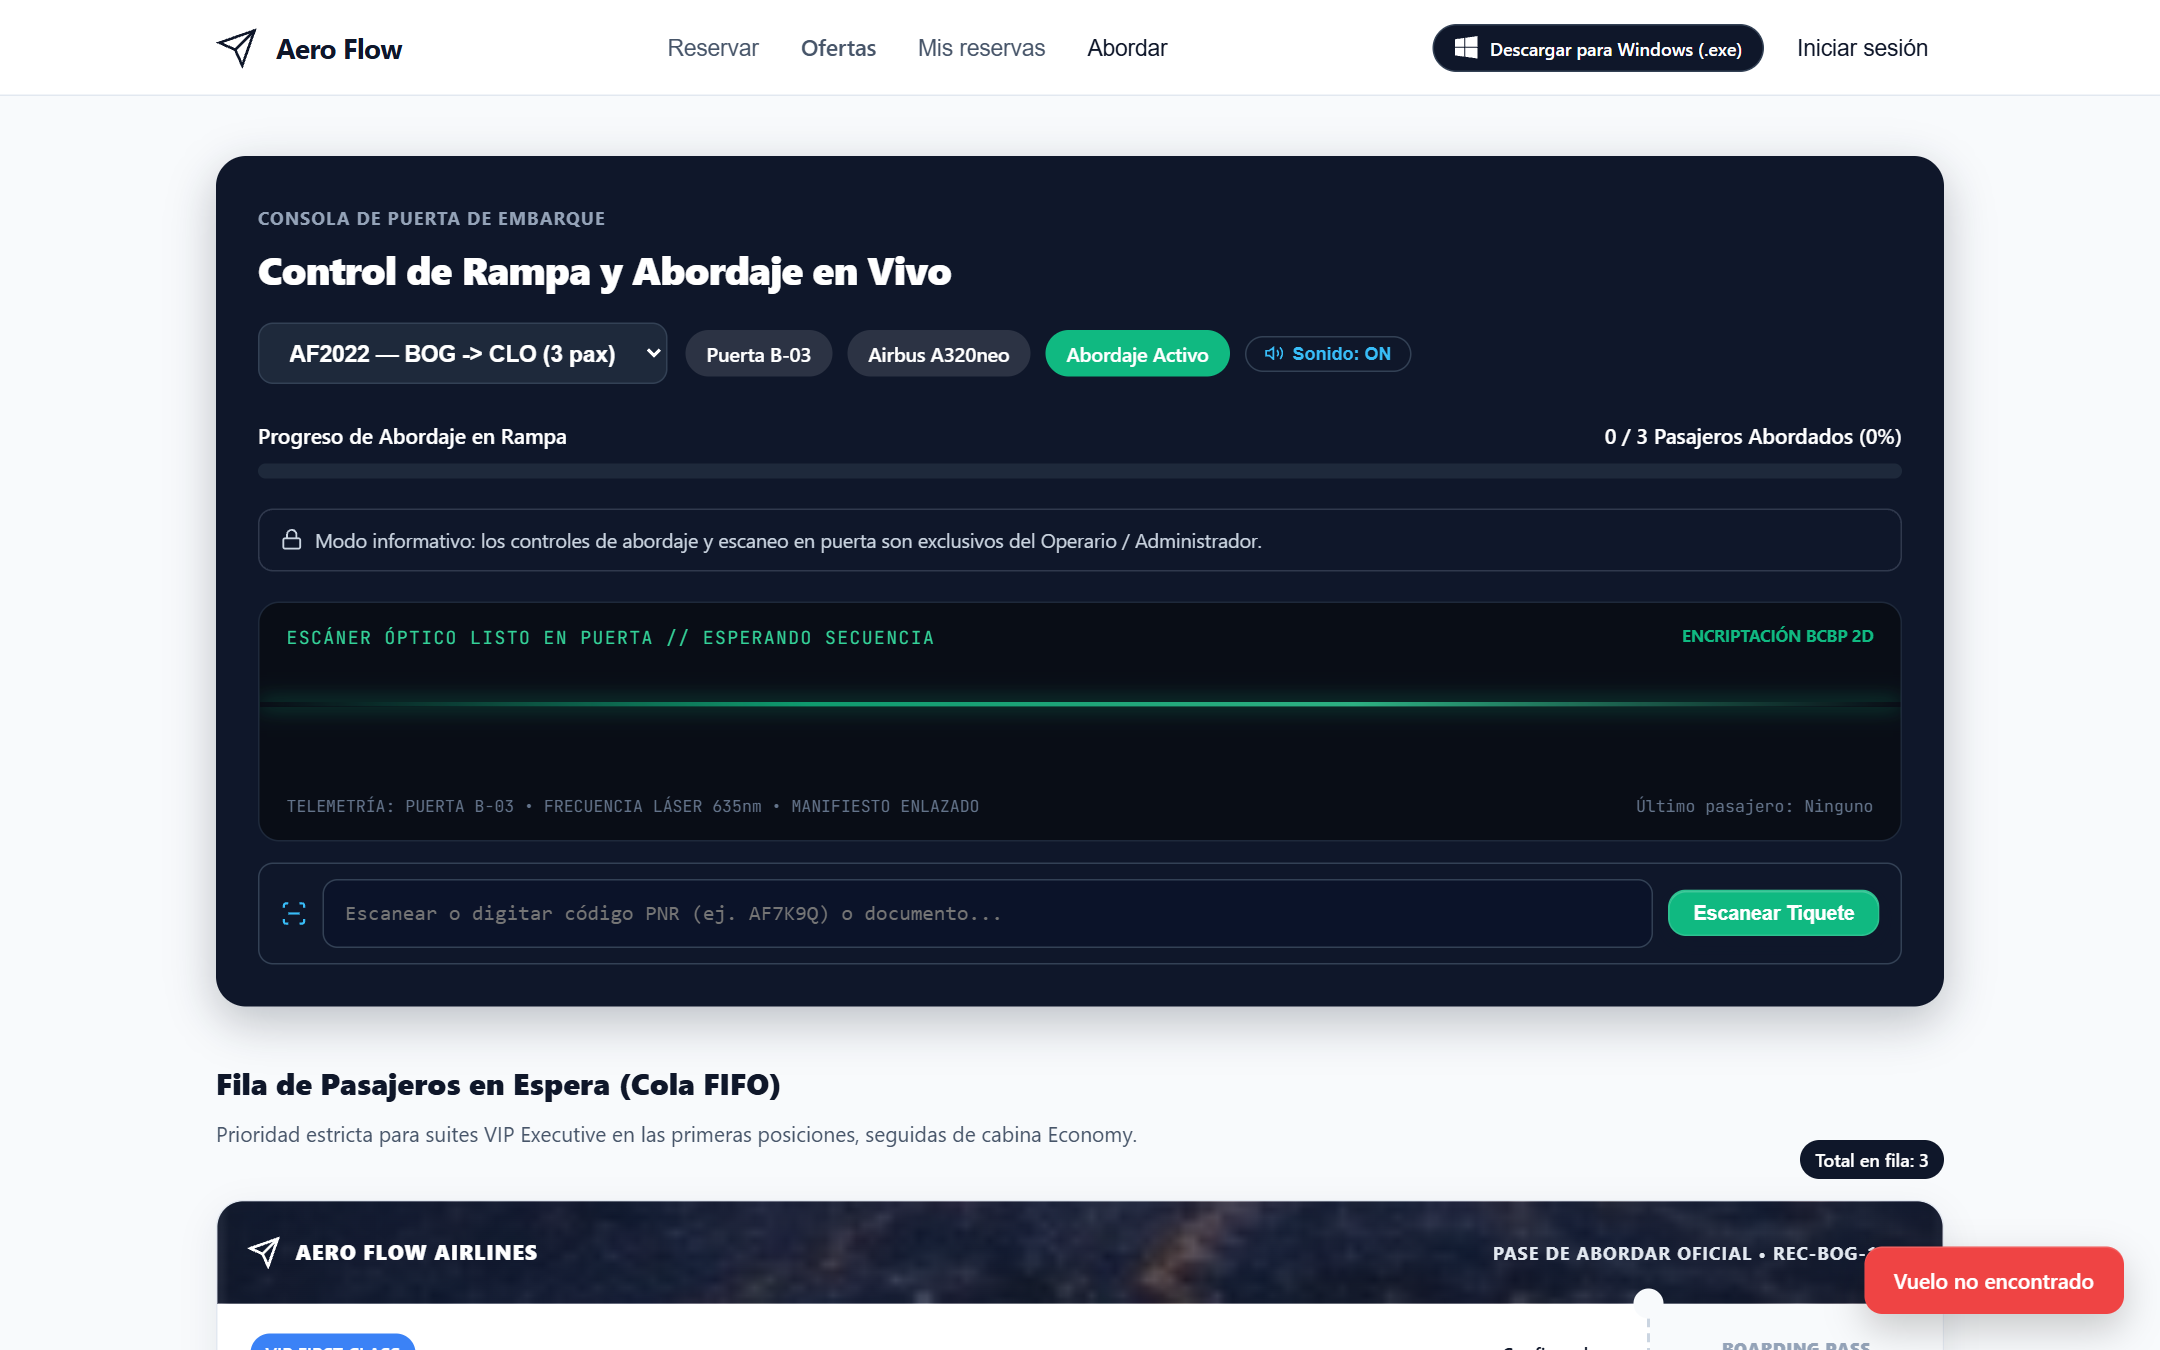 Aero Flow
Reservar
Ofertas
Mis reservas
Abordar
Descargar para Windows (.exe)
Iniciar sesión
CONSOLA DE PUERTA DE EMBARQUE
Control de Rampa y Abordaje en Vivo
AF2022 — BOG -> CLO (3 pax)
Puerta B-03
Airbus A320neo
Abordaje Activo
Sonido: ON
Progreso de Abordaje en Rampa
0 / 3 Pasajeros Abordados (0%)
Modo informativo: los controles de abordaje y escaneo en puerta son exclusivos del Operario / Administrador.
ESCÁNER ÓPTICO LISTO EN PUERTA // ESPERANDO SECUENCIA
ENCRIPTACIÓN BCBP 2D
TELEMETRÍA: PUERTA B-03 • FRECUENCIA LÁSER 635nm • MANIFIESTO ENLAZADO
Último pasajero: Ninguno
Escanear o digitar código PNR (ej. AF7K9Q) o documento...
Escanear Tiquete
Fila de Pasajeros en Espera (Cola FIFO)
Prioridad estricta para suites VIP Executive en las primeras posiciones, seguidas de cabina Economy.
Total en fila: 3
AERO FLOW AIRLINES
PASE DE ABORDAR OFICIAL • REC-BOG-
Vuelo no encontrado
VIP FIRST CLASS
BOARDING PASS